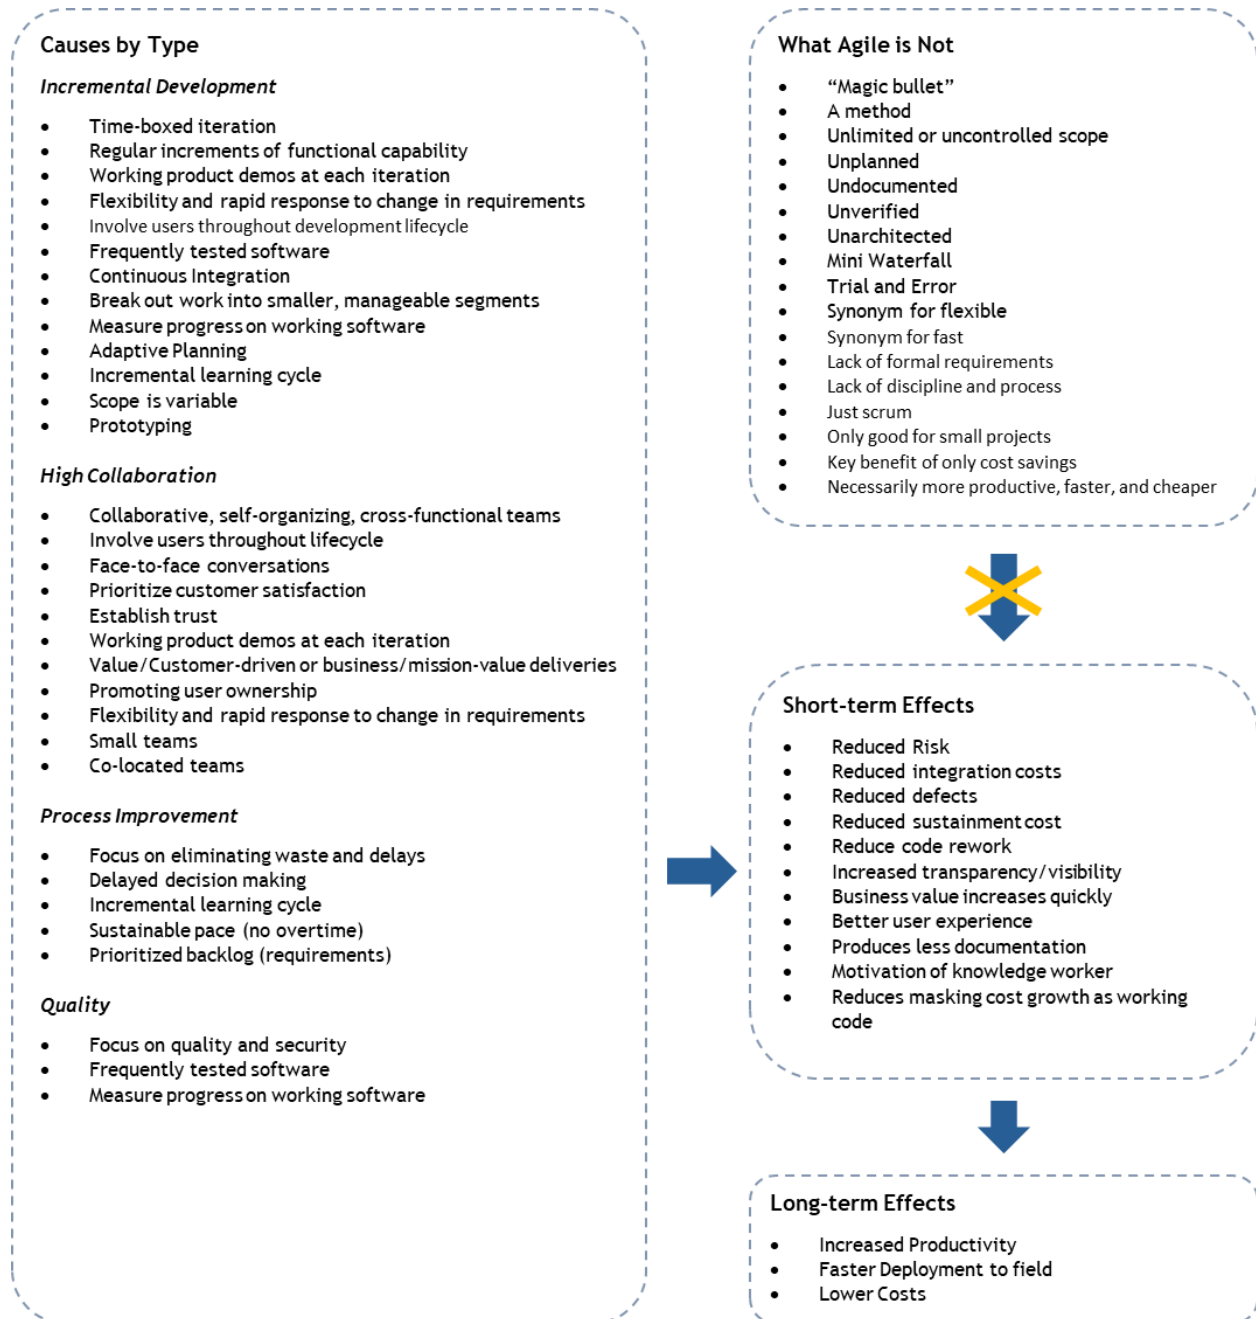 Causes by Type
Incremental Development
• Time-boxed iteration
• Regular increments of functional capability
• Working product demos at each iteration
• Flexibility and rapid response to change in requirements
• Involve users throughout development lifecycle
• Frequently tested software
• Continuous Integration
• Break out work into smaller, manageable segments
• Measure progress on working software
• Adaptive Planning
• Incremental learning cycle
• Scope is variable
• Prototyping
High Collaboration
• Collaborative, self-organizing, cross-functional teams
• Involve users throughout lifecycle
• Face-to-face conversations
• Prioritize customer satisfaction
• Establish trust
• Working product demos at each iteration
• Value/Customer-driven or business/mission-value deliveries
• Promoting user ownership
• Flexibility and rapid response to change in requirements
• Small teams
• Co-located teams
Process Improvement
• Focus on eliminating waste and delays
• Delayed decision making
• Incremental learning cycle
• Sustainable pace (no overtime)
• Prioritized backlog (requirements)
Quality
• Focus on quality and security
• Frequently tested software
• Measure progress on working software
What Agile is Not
• “Magic bullet”
• A method
• Unlimited or uncontrolled scope
• Unplanned
• Undocumented
• Unverified
• Unarchitected
• Mini Waterfall
• Trial and Error
• Synonym for flexible
• Synonym for fast
• Lack of formal requirements
• Lack of discipline and process
• Just scrum
• Only good for small projects
• Key benefit of only cost savings
• Necessarily more productive, faster, and cheaper
Short-term Effects
• Reduced Risk
• Reduced integration costs
• Reduced defects
• Reduced sustainment cost
• Reduce code rework
• Increased transparency/visibility
• Business value increases quickly
• Better user experience
• Produces less documentation
• Motivation of knowledge worker
• Reduces masking cost growth as working
code
Long-term Effects
• Increased Productivity
• Faster Deployment to field
• Lower Costs